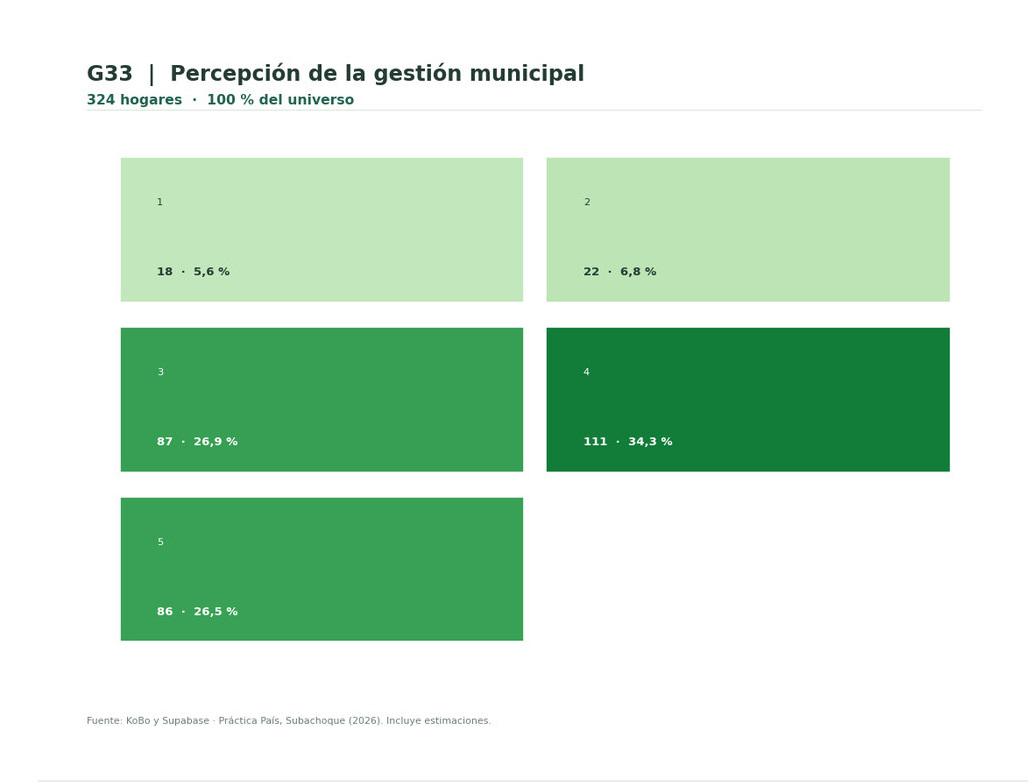 G33 | Percepción de la gestión municipal
324 hogares · 100 % del universo
1
18 · 5,6 %
2
22 · 6,8 %
3
87 · 26,9 %
4
111 · 34,3 %
5
86 · 26,5 %
Fuente: KoBo y Supabase · Práctica País, Subachoque (2026). Incluye estimaciones.